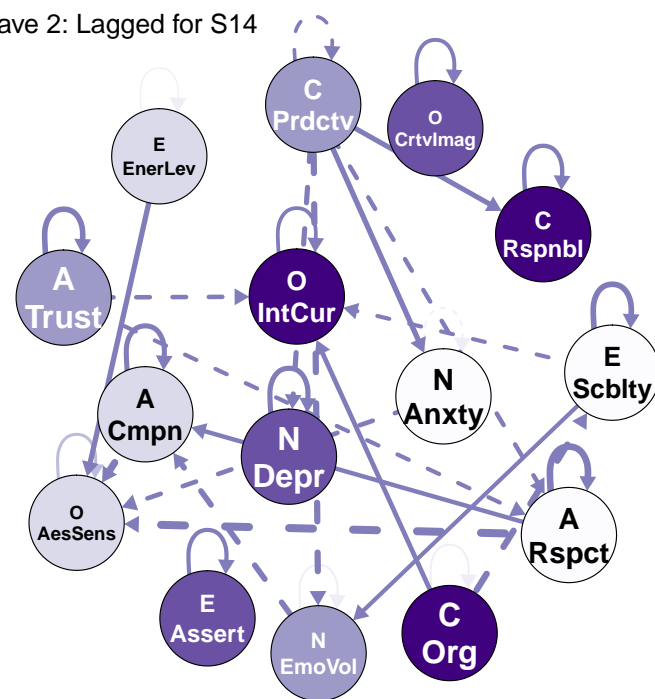 ave 2: Lagged for S14
C
Prdctv
O
CrtvImag
E
EnerLev
C
Rspnbl
A
Trust
O
IntCur
E
Scblty
N
Anxty
A
Cmpn
N
Depr
O
AesSens
A
Rspct
E
Assert
N
EmoVol
C
Org